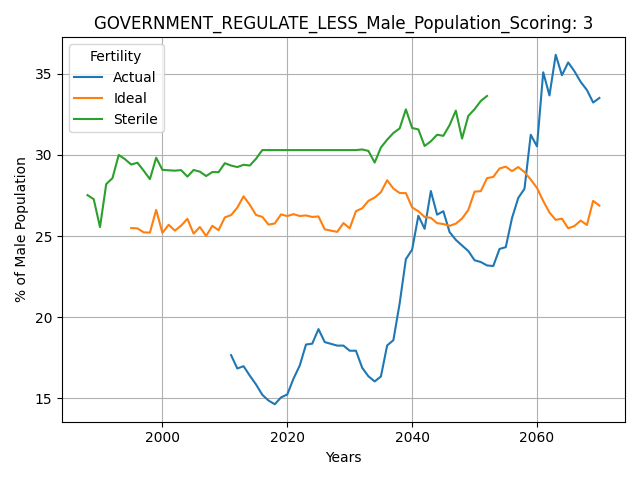 GOVERNMENT_REGULATE_LESS_Male_Population_Scoring: 3
Fertility
Actual
Ideal
Sterile
% of Male Population
35
30
25
20
15
2000
2020
2040
2060
Years